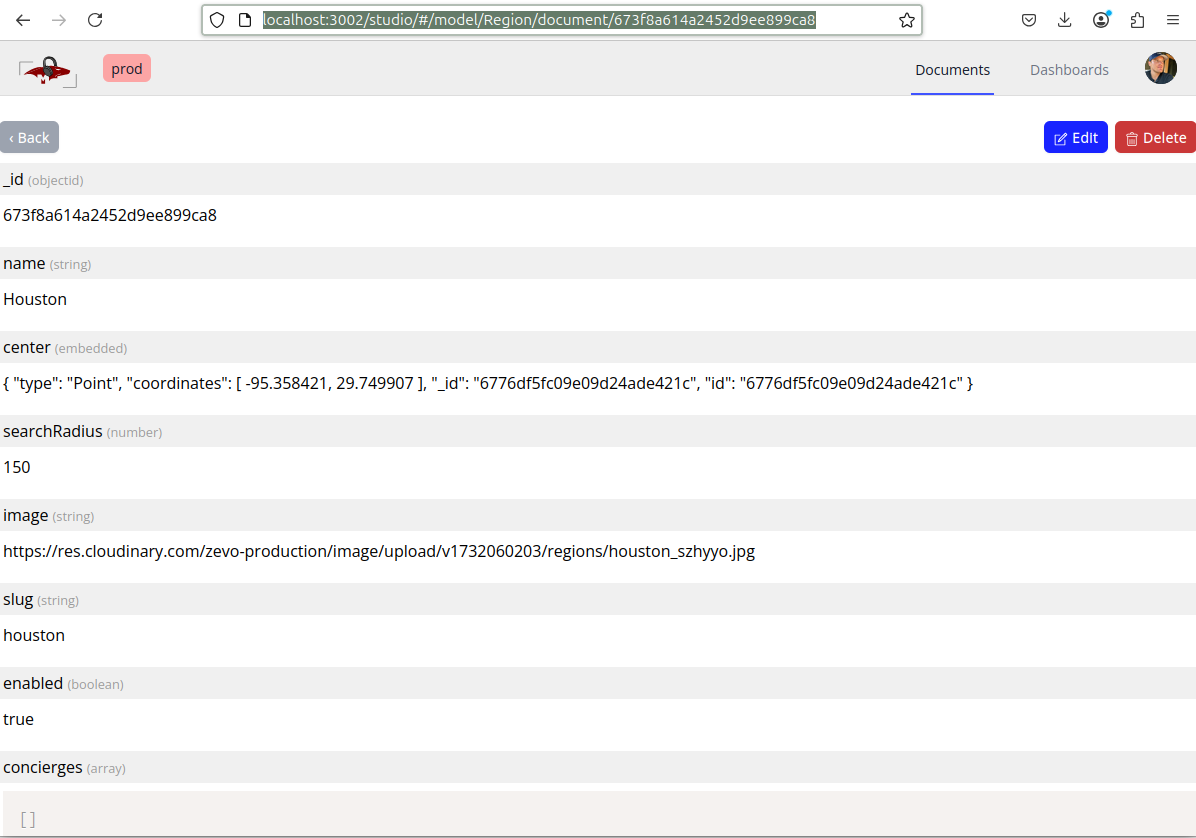 localhost:3002/studio/#/model/Region/document/673f8a614a2452d9ee899ca8
prod
Documents
Dashboards
‹ Back
Edit
Delete
_id (objectid)
673f8a614a2452d9ee899ca8
name (string)
Houston
center (embedded)
{ "type": "Point", "coordinates": [ -95.358421, 29.749907 ], "_id": "6776df5fc09e09d24ade421c", "id": "6776df5fc09e09d24ade421c" }
searchRadius (number)
150
image (string)
https://res.cloudinary.com/zevo-production/image/upload/v1732060203/regions/houston_szhyyo.jpg
slug (string)
houston
enabled (boolean)
true
concierges (array)
[]